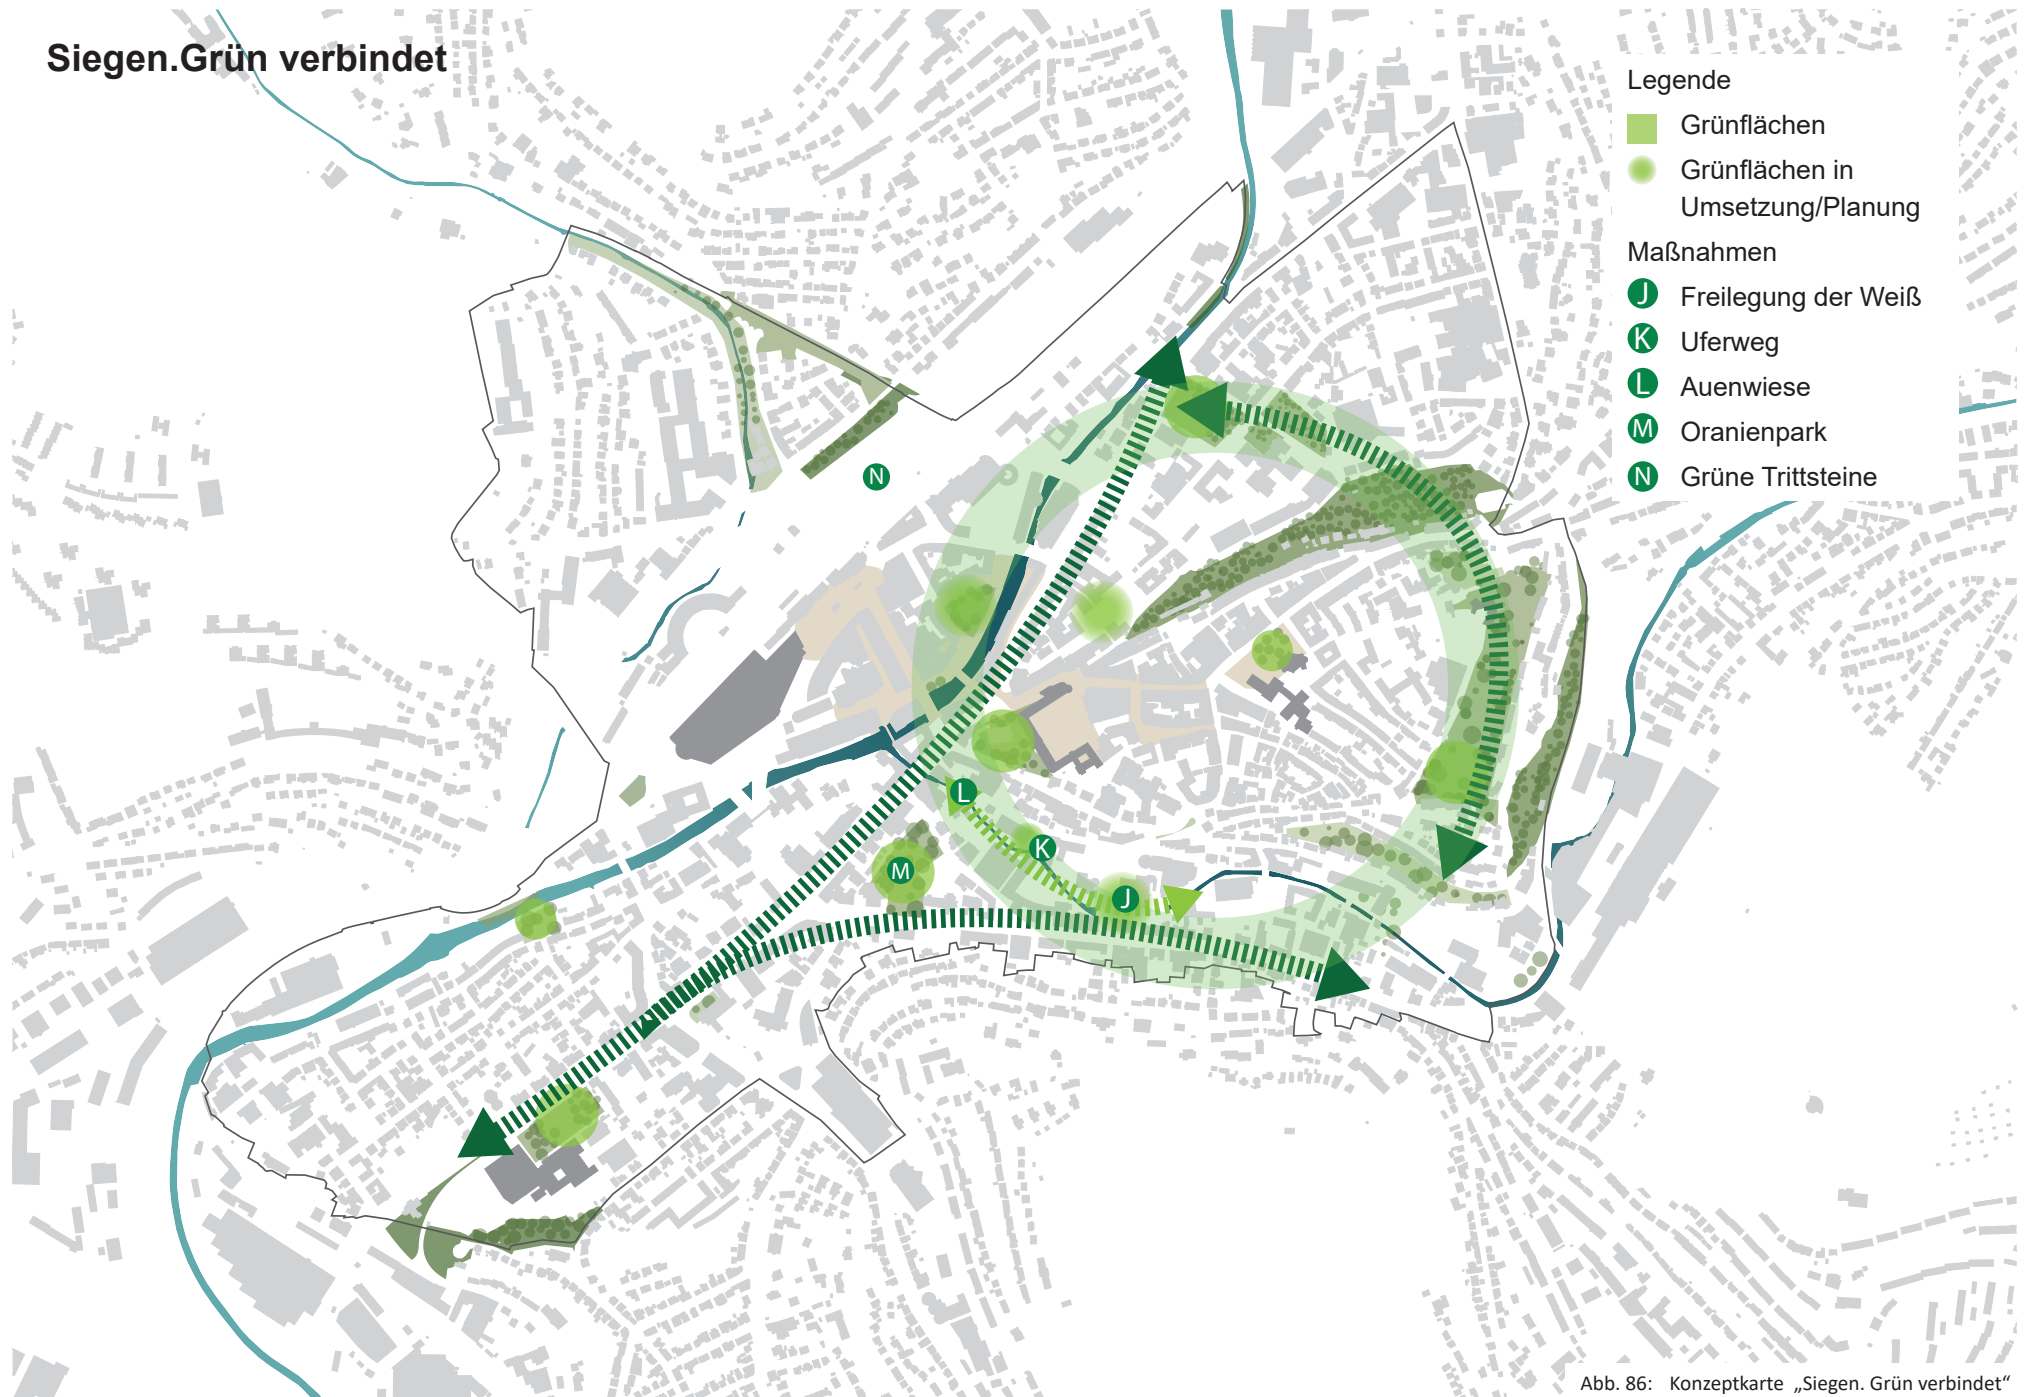 Siegen.Grün verbindet
Legende
Grünflächen
Grünflächen in
Umsetzung/Planung
Maßnahmen
J Freilegung der Weiß
K Uferweg
L Auenwiese
M Oranienpark
N Grüne Trittsteine
N
L
K
M
J
Abb. 86: Konzeptkarte „Siegen. Grün verbindet“